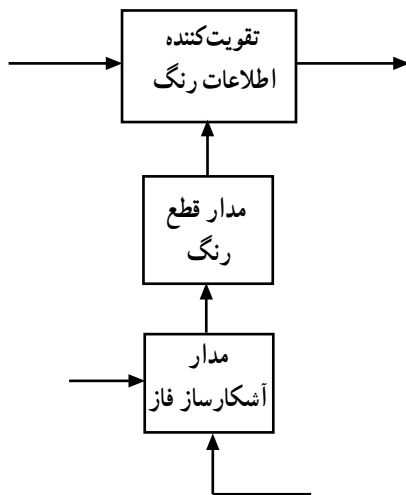 تقویت‌کننده
اطلاعات رنگ
مدار قطع
رنگ
مدار
آشکارساز فاز